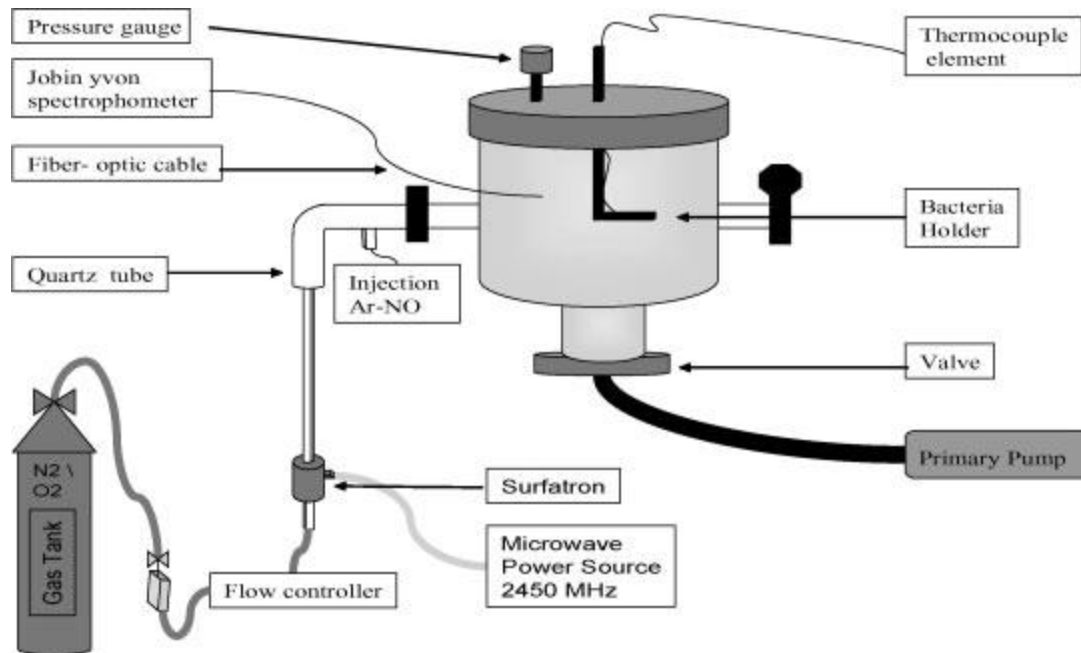 Pressure gauge
Jobin yvon
spectrophometer
Fiber- optic cable
Quartz tube
Injection
Ar-NO
Thermocouple
element
Bacteria
Holder
Valve
Primary Pump
Surfatron
Microwave
Power Source
2450 MHz
Flow controller
N2 \
O2
Gas Tank